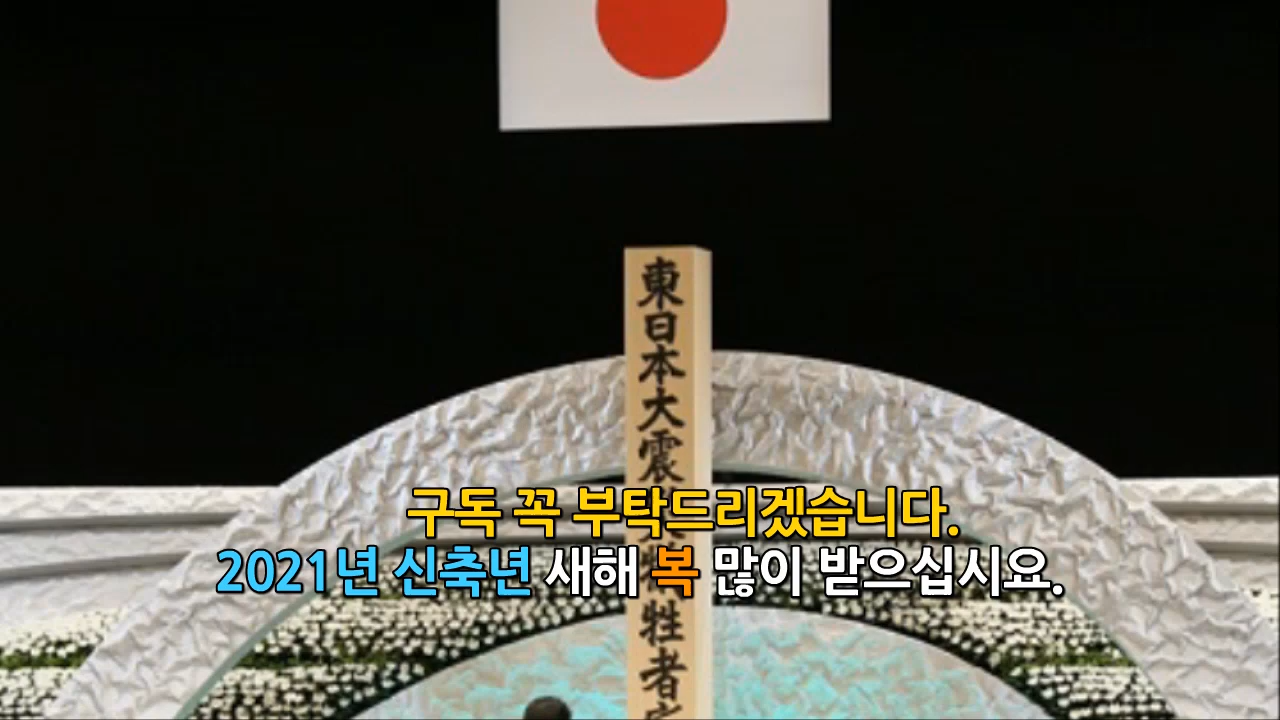 東日本大震
牲者
구독 꼭 부탁드리겠습니다.
2021년 신축년 새해 복 많이 받으십시요.